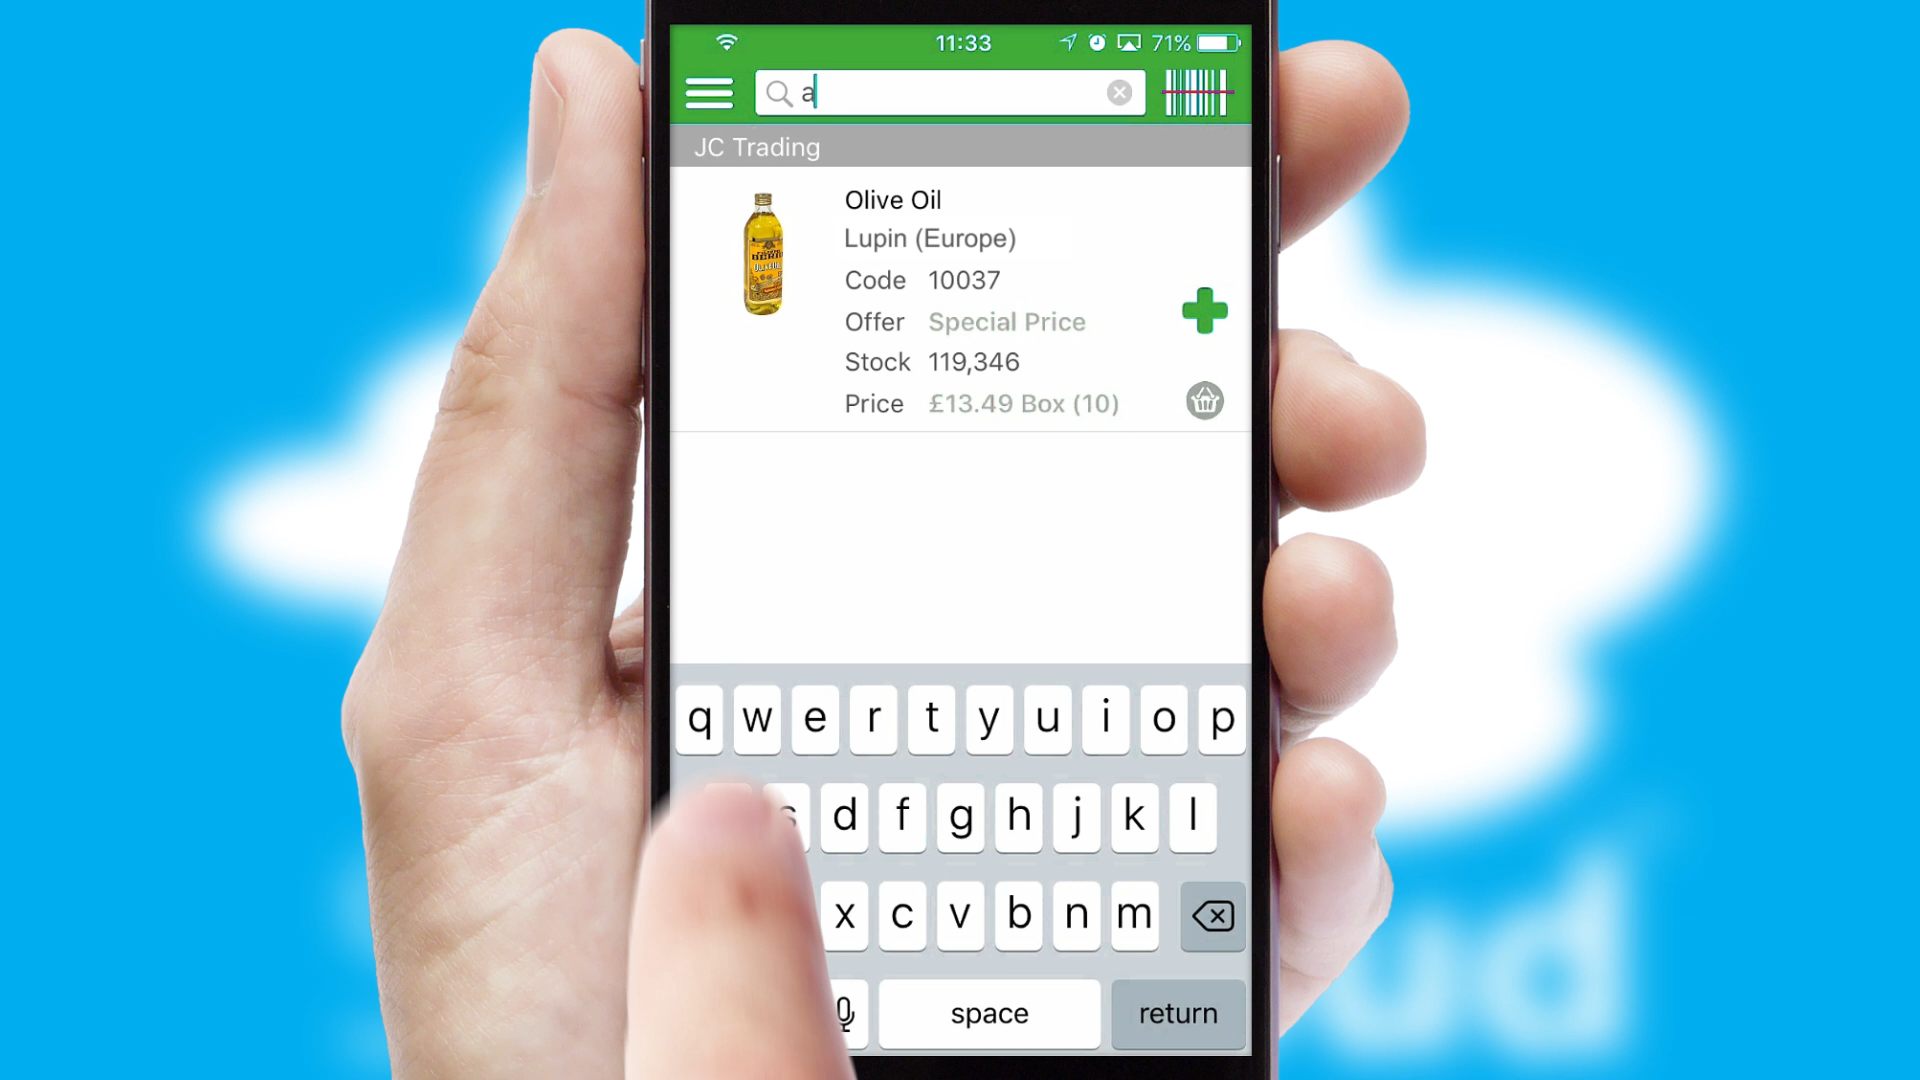 11:33
71%
a
JC Trading
Olive Oil
Lupin (Europe)
Code 10037
Offer Special Price
Stock 119,346
Price £13.49 Box (10)
q w e r t y u i o p
s d f g h j k l
x c v b n m
space return
ud